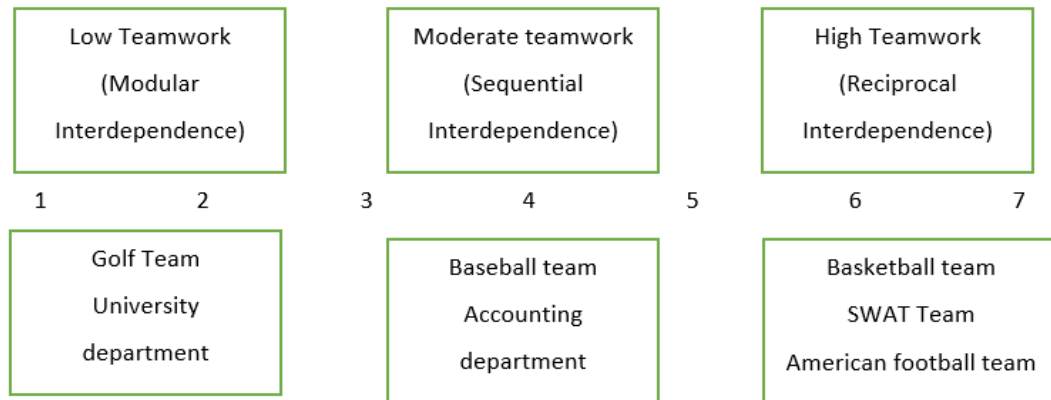 Low Teamwork
(Modular
Interdependence)
Moderate teamwork
(Sequential
Interdependence)
High Teamwork
(Reciprocal
Interdependence)
1 2 3 4 5 6 7
Golf Team
University
department
Baseball team
Accounting
department
Basketball team
SWAT Team
American football team